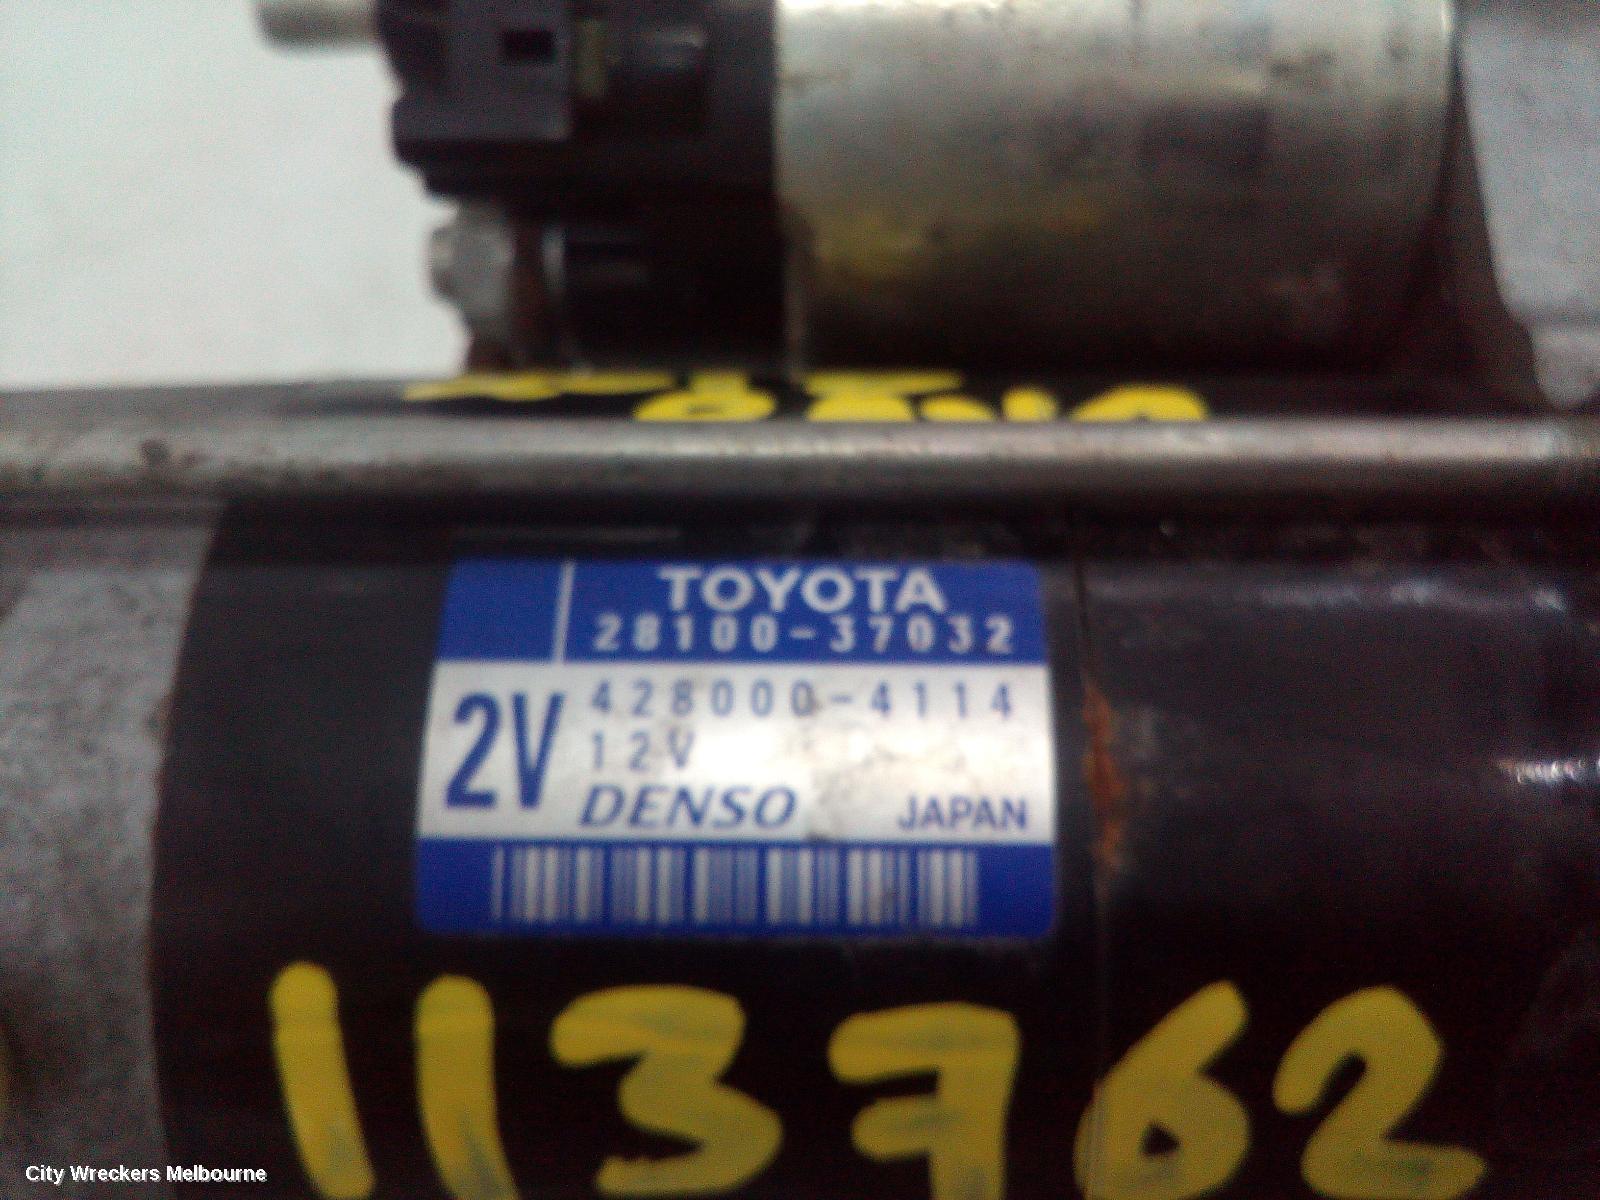 TOYOTA
28100-37032
2V
428000-4114
12V
DENSO JAPAN
113762
City Wreckers Melbourne